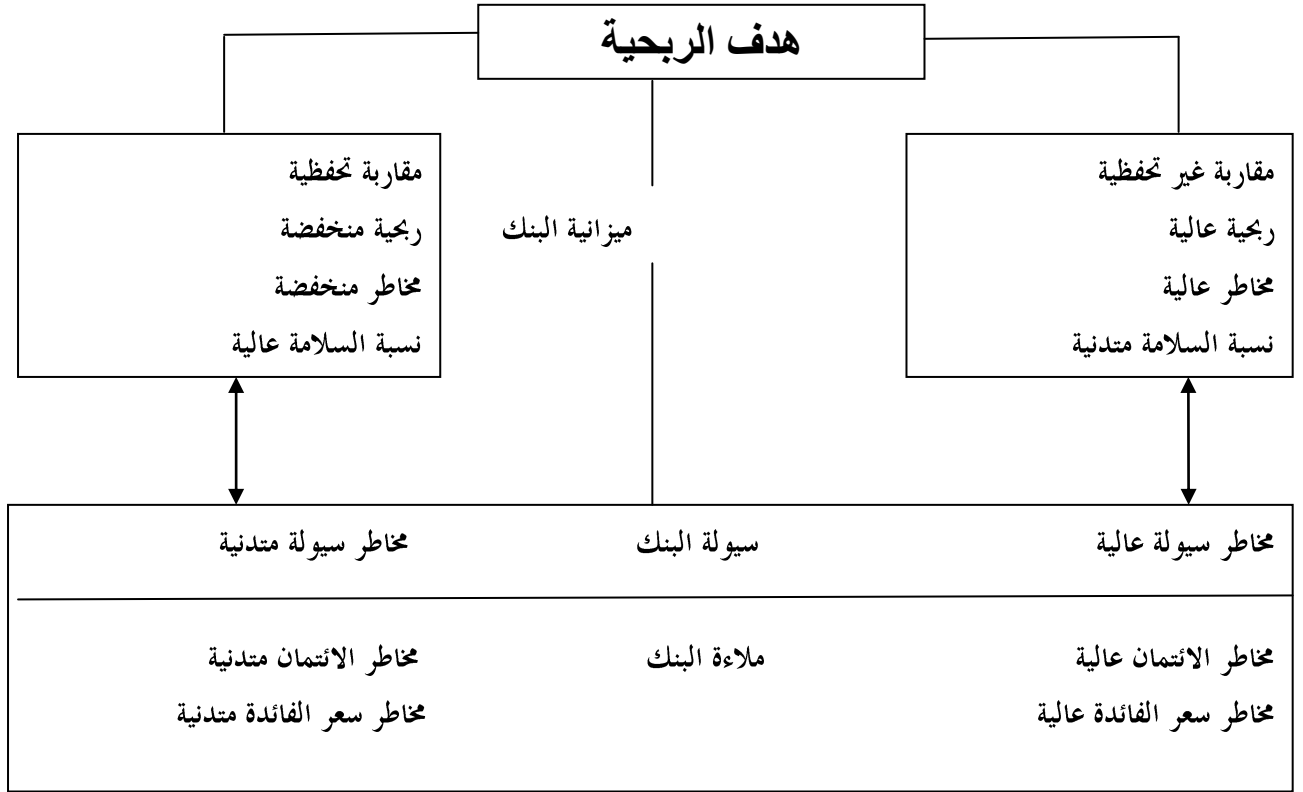 هدف الربحية
مقاربة غير تحفظية
ربحية عالية
مخاطر عالية
نسبة السلامة متدنية
ميزانية البنك
مقاربة تحفظية
ربحية منخفضة
مخاطر منخفضة
نسبة السلامة عالية
مخاطر سيولة عالية
سيولة البنك
مخاطر سيولة متدنية
مخاطر الائتمان عالية
ملاءة البنك
مخاطر الائتمان متدنية
مخاطر سعر الفائدة عالية
مخاطر سعر الفائدة متدنية